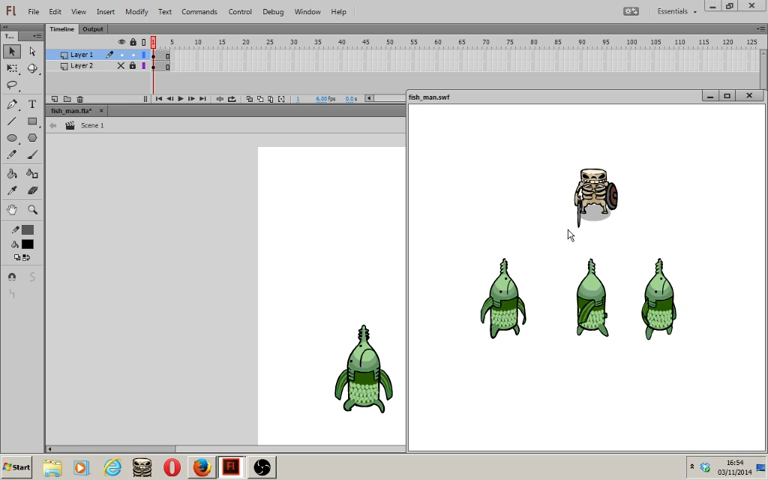 Fl File Edit View Insert Modify Text Commands Control Debug Window Help Essentials
Timeline Output
T...
1 5 10 15 20 25 30 35 40 45 50 55 60 65 70 75 80 85 90 95 100 105 110 115 120 125
Layer 1
Layer 2
1 6.00 fps 0.0 s
fish_man.swf
fish_man.fla*
Scene 1
T
S
Start
Fl
16:54
03/11/2014